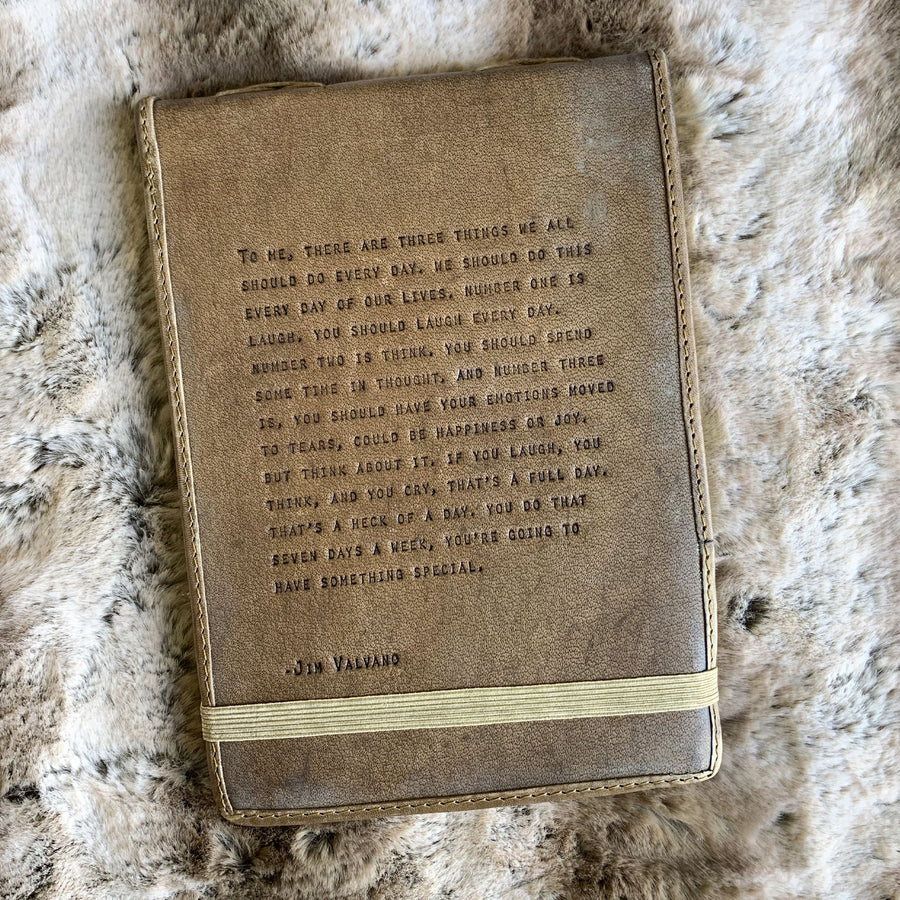 To me, there are three things we all
should do every day. We should do this
every day of our lives. Number one is
laugh. You should laugh every day.
Number two is think. You should spend
some time in thought. And number three
is, you should have your emotions moved
to tears, could be happiness or joy.
But think about it. If you laugh, you
think, and you cry, that's a full day.
That's a heck of a day. You do that
seven days a week, you're going to
have something special.
-Jim Valvano